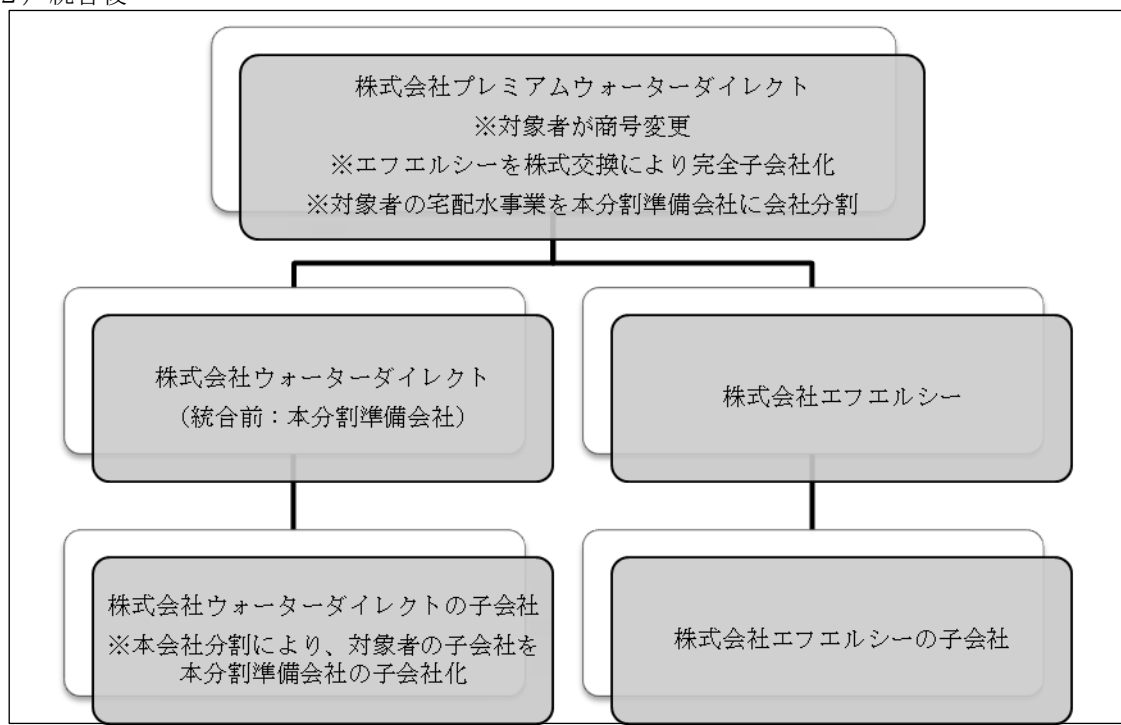 株式会社プレミアムウォーターダイレクト
※対象者が商号変更
※エフエルシーを株式交換により完全子会社化
※対象者の宅配水事業を本分割準備会社に会社分割
株式会社ウォーターダイレクト
（統合前：本分割準備会社）
株式会社エフエルシー
株式会社ウォーターダイレクトの子会社
※本会社分割により、対象者の子会社を
本分割準備会社の子会社化
株式会社エフエルシーの子会社